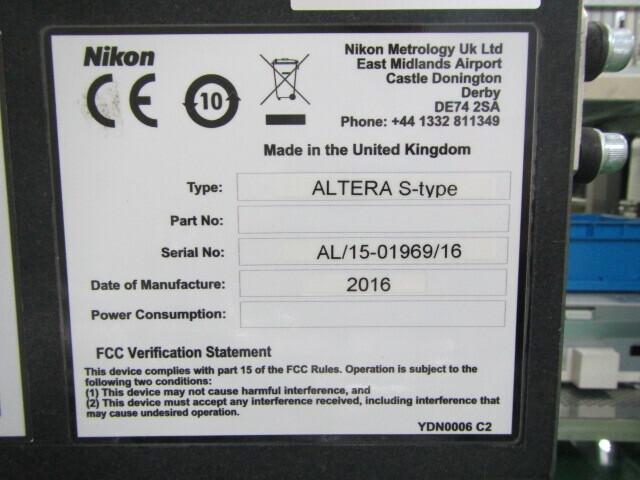 Nikon
CE
10
Nikon Metrology Uk Ltd
East Midlands Airport
Castle Donington
Derby
DE74 2SA
Phone: +44 1332 811349
Made in the United Kingdom
Type: ALTERA S-type
Part No:
Serial No: AL/15-01969/16
Date of Manufacture: 2016
Power Consumption:
FCC Verification Statement
This device complies with part 15 of the FCC Rules. Operation is subject to the
following two conditions:
(1) This device may not cause harmful interference, and
(2) This device must accept any interference received, including interference that
may cause undesired operation.
YDN0006 C2